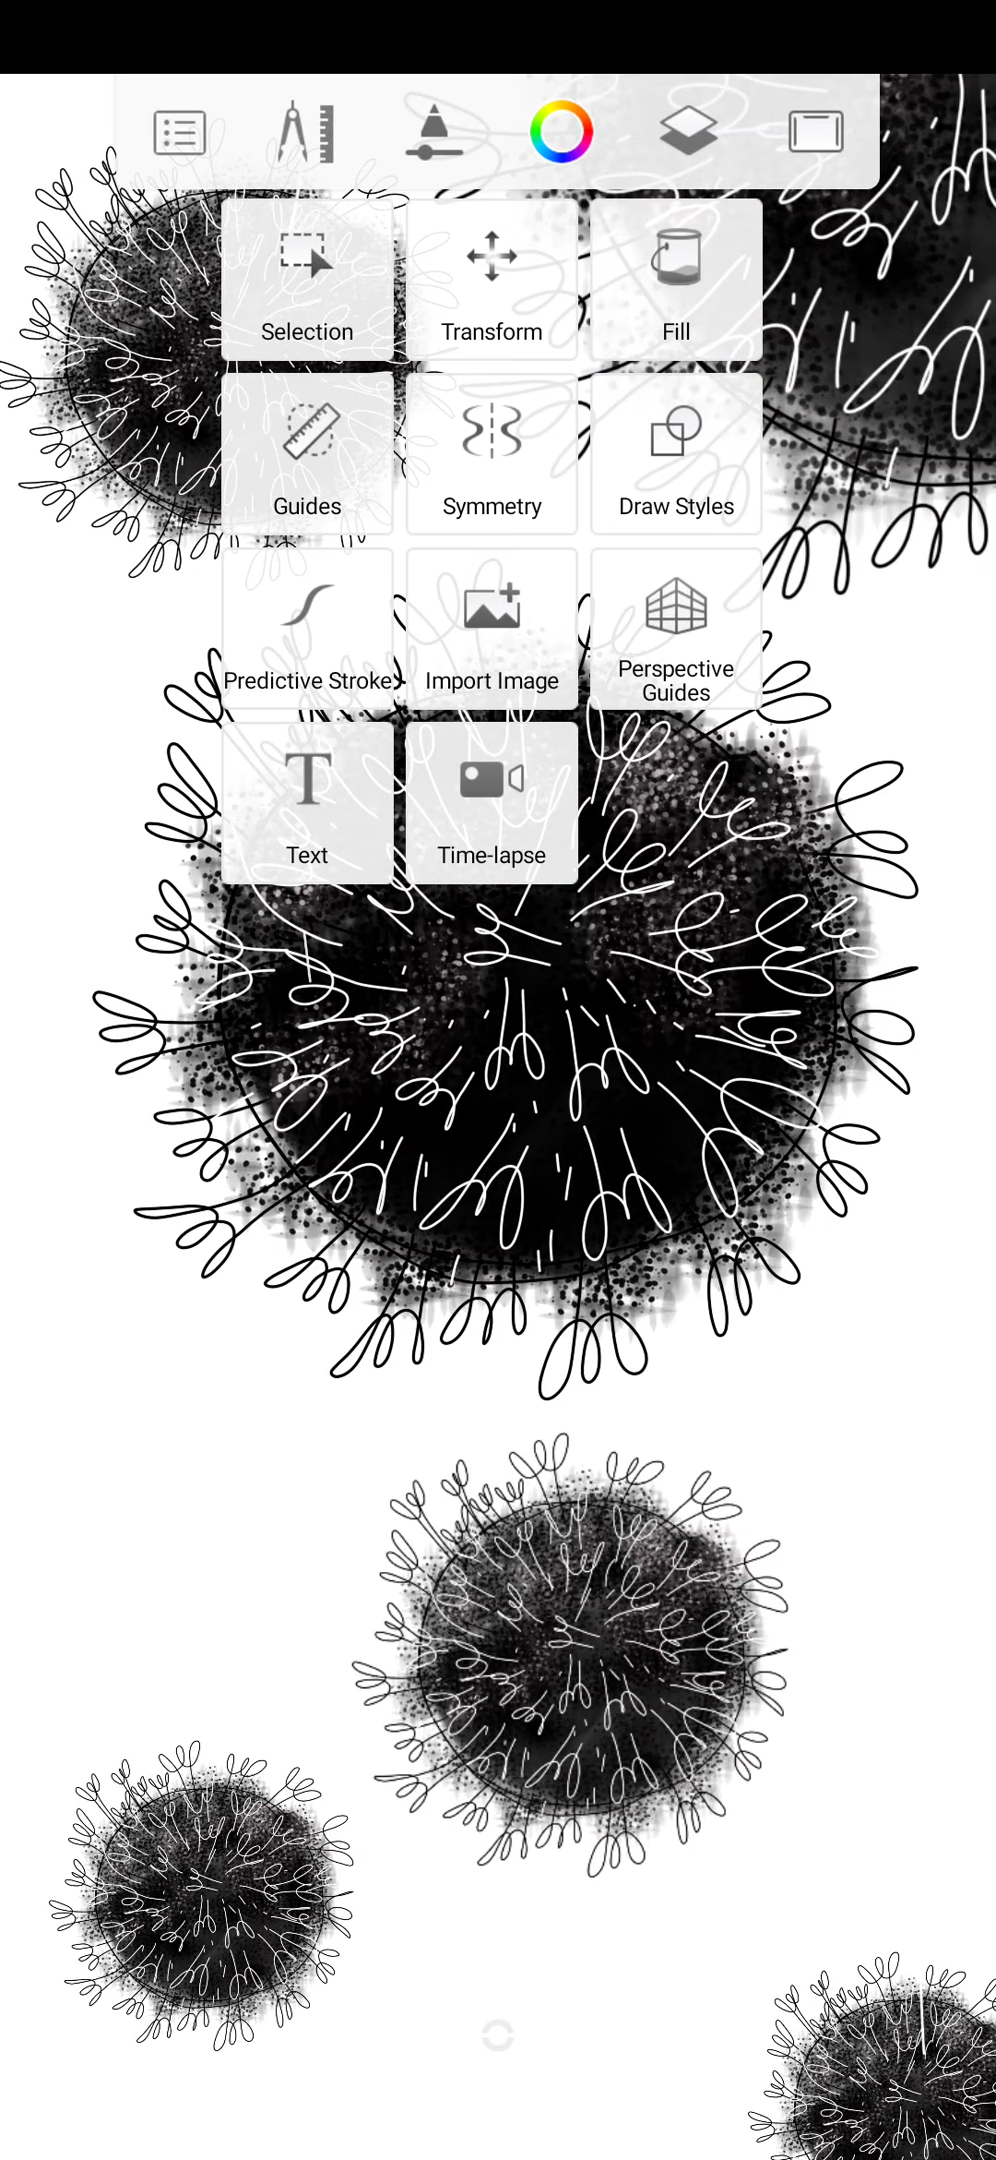 Selection
Transform
Fill
Guides
Symmetry
Draw Styles
Predictive Stroke
Import Image
Perspective
Guides
Text
Time-lapse